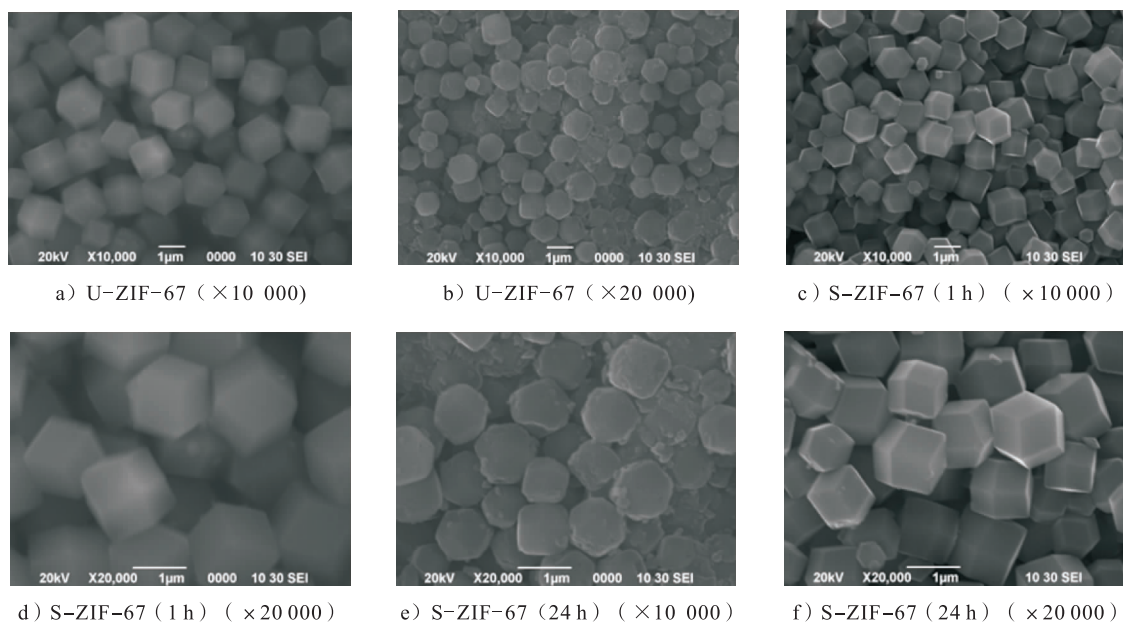 20kV X10,000 1μm 0000 10 30 SEI
20kV X10,000 1μm 0000 10 30 SEI
20kV X10,000 1μm 10 30 SEI
a）U-ZIF-67（×10 000)
b）U-ZIF-67（×20 000)
c）S-ZIF-67（1 h）（×10 000）
20kV X20,000 1μm 0000 10 30 SEI
20kV X20,000 1μm 0000 10 30 SEI
20kV X20,000 1μm 10 30 SEI
d）S-ZIF-67（1 h）（×20 000）
e）S-ZIF-67（24 h）（×10 000）
f）S-ZIF-67（24 h）（×20 000）